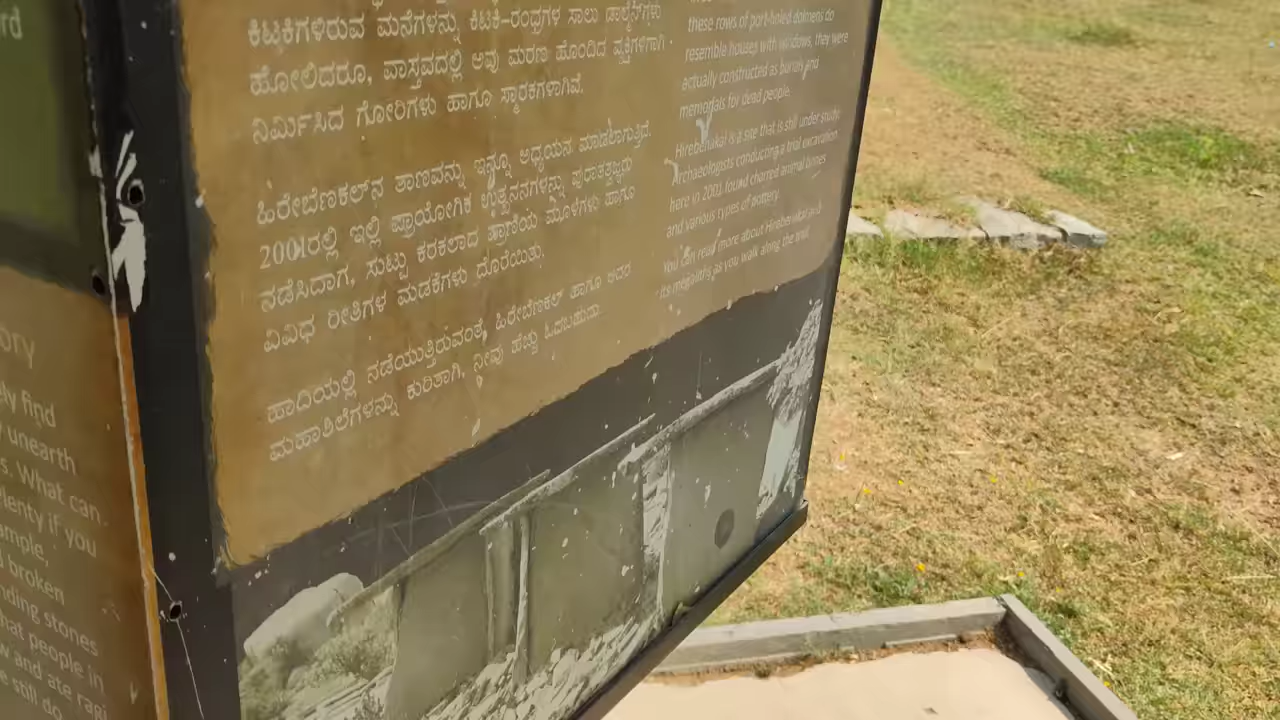 ಕಿಟಕಿಗಳಿರುವ ಮನೆಗಳನ್ನು ಕಿಟಕಿ-ರಂಧ್ರಗಳ ಸಾಲು ಡಾಲ್ಮೆನ್‌ಗಳು
ಹೋಲಿದರೂ, ವಾಸ್ತವದಲ್ಲಿ ಅವು ಮರಣ ಹೊಂದಿದ ವ್ಯಕ್ತಿಗಳಿಗಾಗಿ
ನಿರ್ಮಿಸಿದ ಗೋರಿಗಳು ಹಾಗೂ ಸ್ಮಾರಕಗಳಾಗಿವೆ.
ಹಿರೇಬೆಣಕಲ್‌ನ ತಾಣವನ್ನು ಇನ್ನೂ ಅಧ್ಯಯನ ಮಾಡಲಾಗುತ್ತಿದೆ.
2001ರಲ್ಲಿ ಇಲ್ಲಿ ಪ್ರಾಯೋಗಿಕ ಉತ್ಖನನಗಳನ್ನು ಪುರಾತತ್ವಜ್ಞರು
ನಡೆಸಿದಾಗ, ಸುಟ್ಟು ಕರಕಲಾದ ಪ್ರಾಣಿಯ ಮೂಳೆಗಳು ಹಾಗೂ
ವಿವಿಧ ರೀತಿಗಳ ಮಡಕೆಗಳು ದೊರೆಯಿತು.
ಹಾದಿಯಲ್ಲಿ ನಡೆಯುತ್ತಿರುವಂತೆ, ಹಿರೇಬೆಣಕಲ್ ಹಾಗೂ ಅದರ
ಮಹಾಶಿಲೆಗಳನ್ನು ಕುರಿತಾಗಿ, ನೀವು ಹೆಚ್ಚು ಓದಬಹುದು.
these rows of port-holed dolmens do
resemble houses with windows, they were
actually constructed as burials and
memorials for dead people.
Hirebenakal is a site that is still under study.
Archaeologists conducting a trial excavation
here in 2001 found charred animal bones
and various types of pottery.
You can read more about Hirebenakal and
its megaliths as you walk along the trail.
find
unearth
What can
if you
broken
stones
that people in
and ate ragi
still do